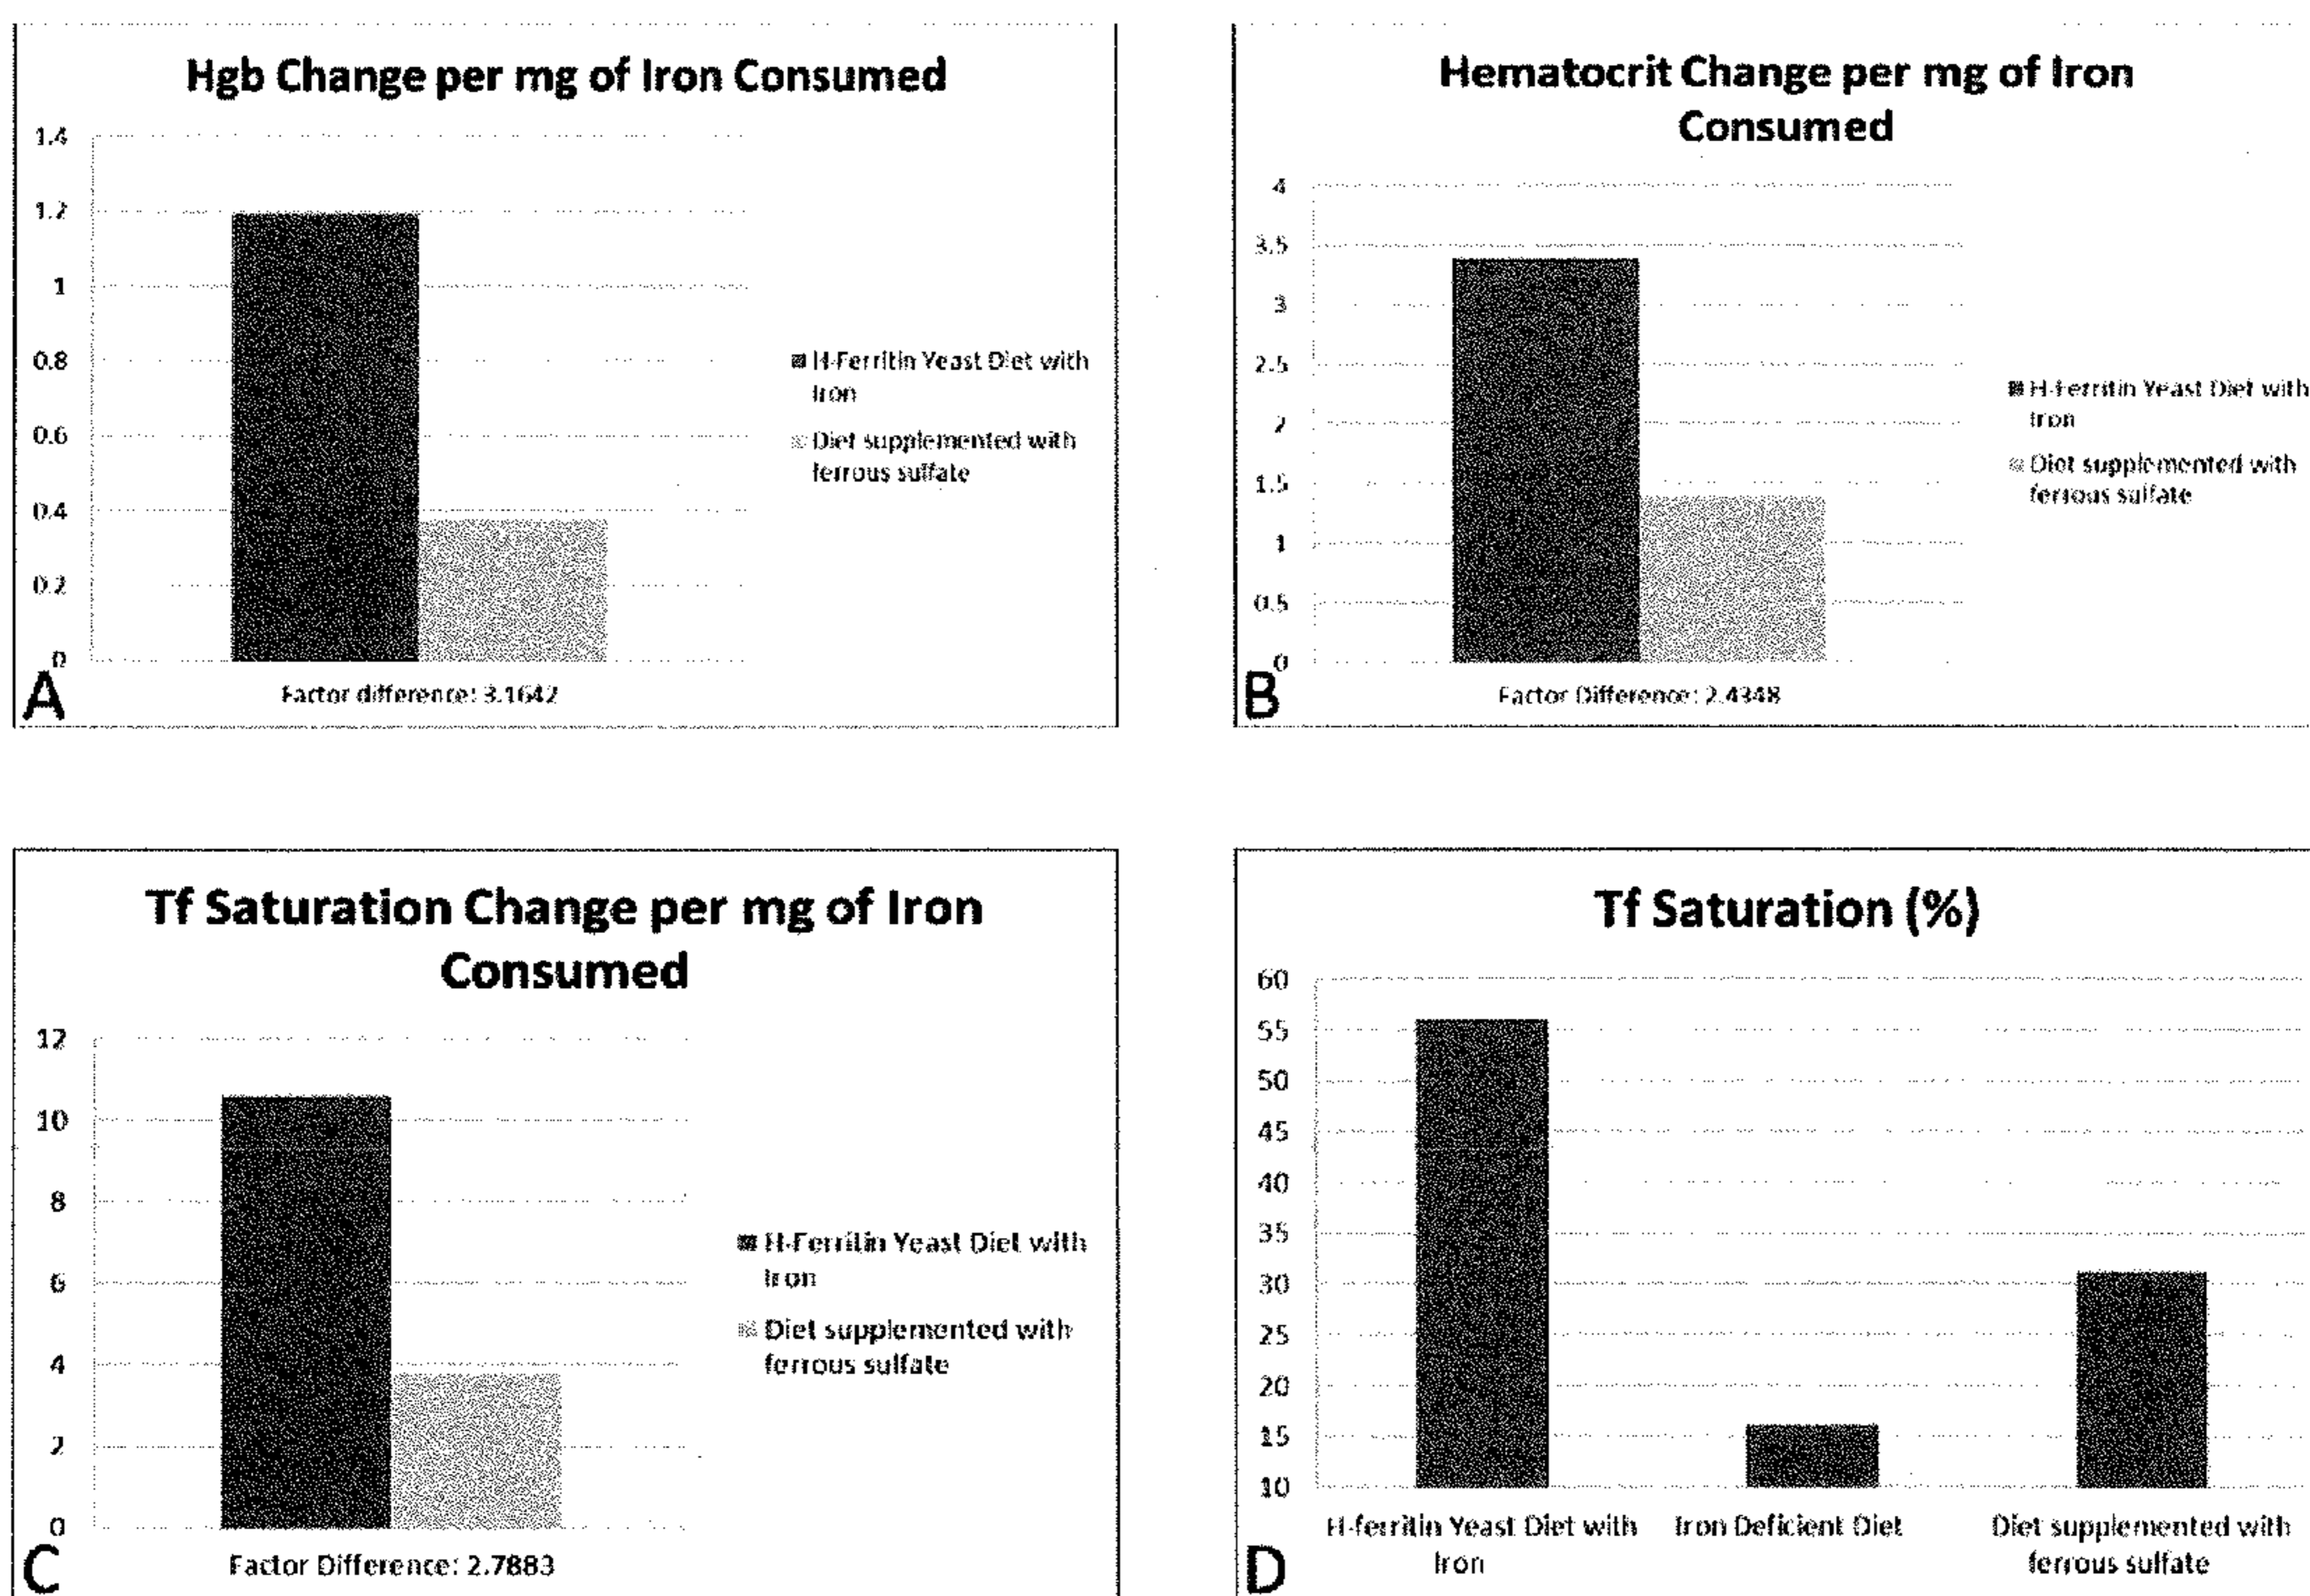 Hgb Change per mg of Iron Consumed
1.4
1.2
1
0.8
0.6
0.4
0.2
0
H-Ferritin Yeast Diet with
Iron
Diet supplemented with
ferrous sulfate
Factor difference: 3.1642
A
Hematocrit Change per mg of Iron
Consumed
4
3.5
3
2.5
2
1.5
1
0.5
0
H-Ferritin Yeast Diet with
Iron
Diet supplemented with
ferrous sulfate
Factor Difference: 2.4348
B
Tf Saturation Change per mg of Iron
Consumed
12
10
8
6
4
2
0
H-Ferritin Yeast Diet with
Iron
Diet supplemented with
ferrous sulfate
Factor Difference: 2.7883
C
Tf Saturation (%)
60
55
50
45
40
35
30
25
20
15
10
H-ferritin Yeast Diet with
Iron
Iron Deficient Diet
Diet supplemented with
ferrous sulfate
D